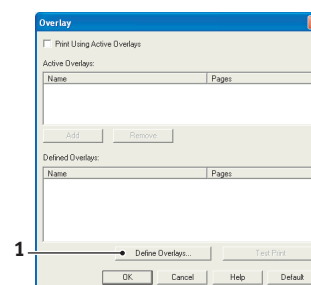 Overlay
Print Using Active Overlays
Active Overlays:
Name Pages
Add Remove
Defined Overlays:
Name Pages
1 Define Overlays... Test Print
OK Cancel Help Default